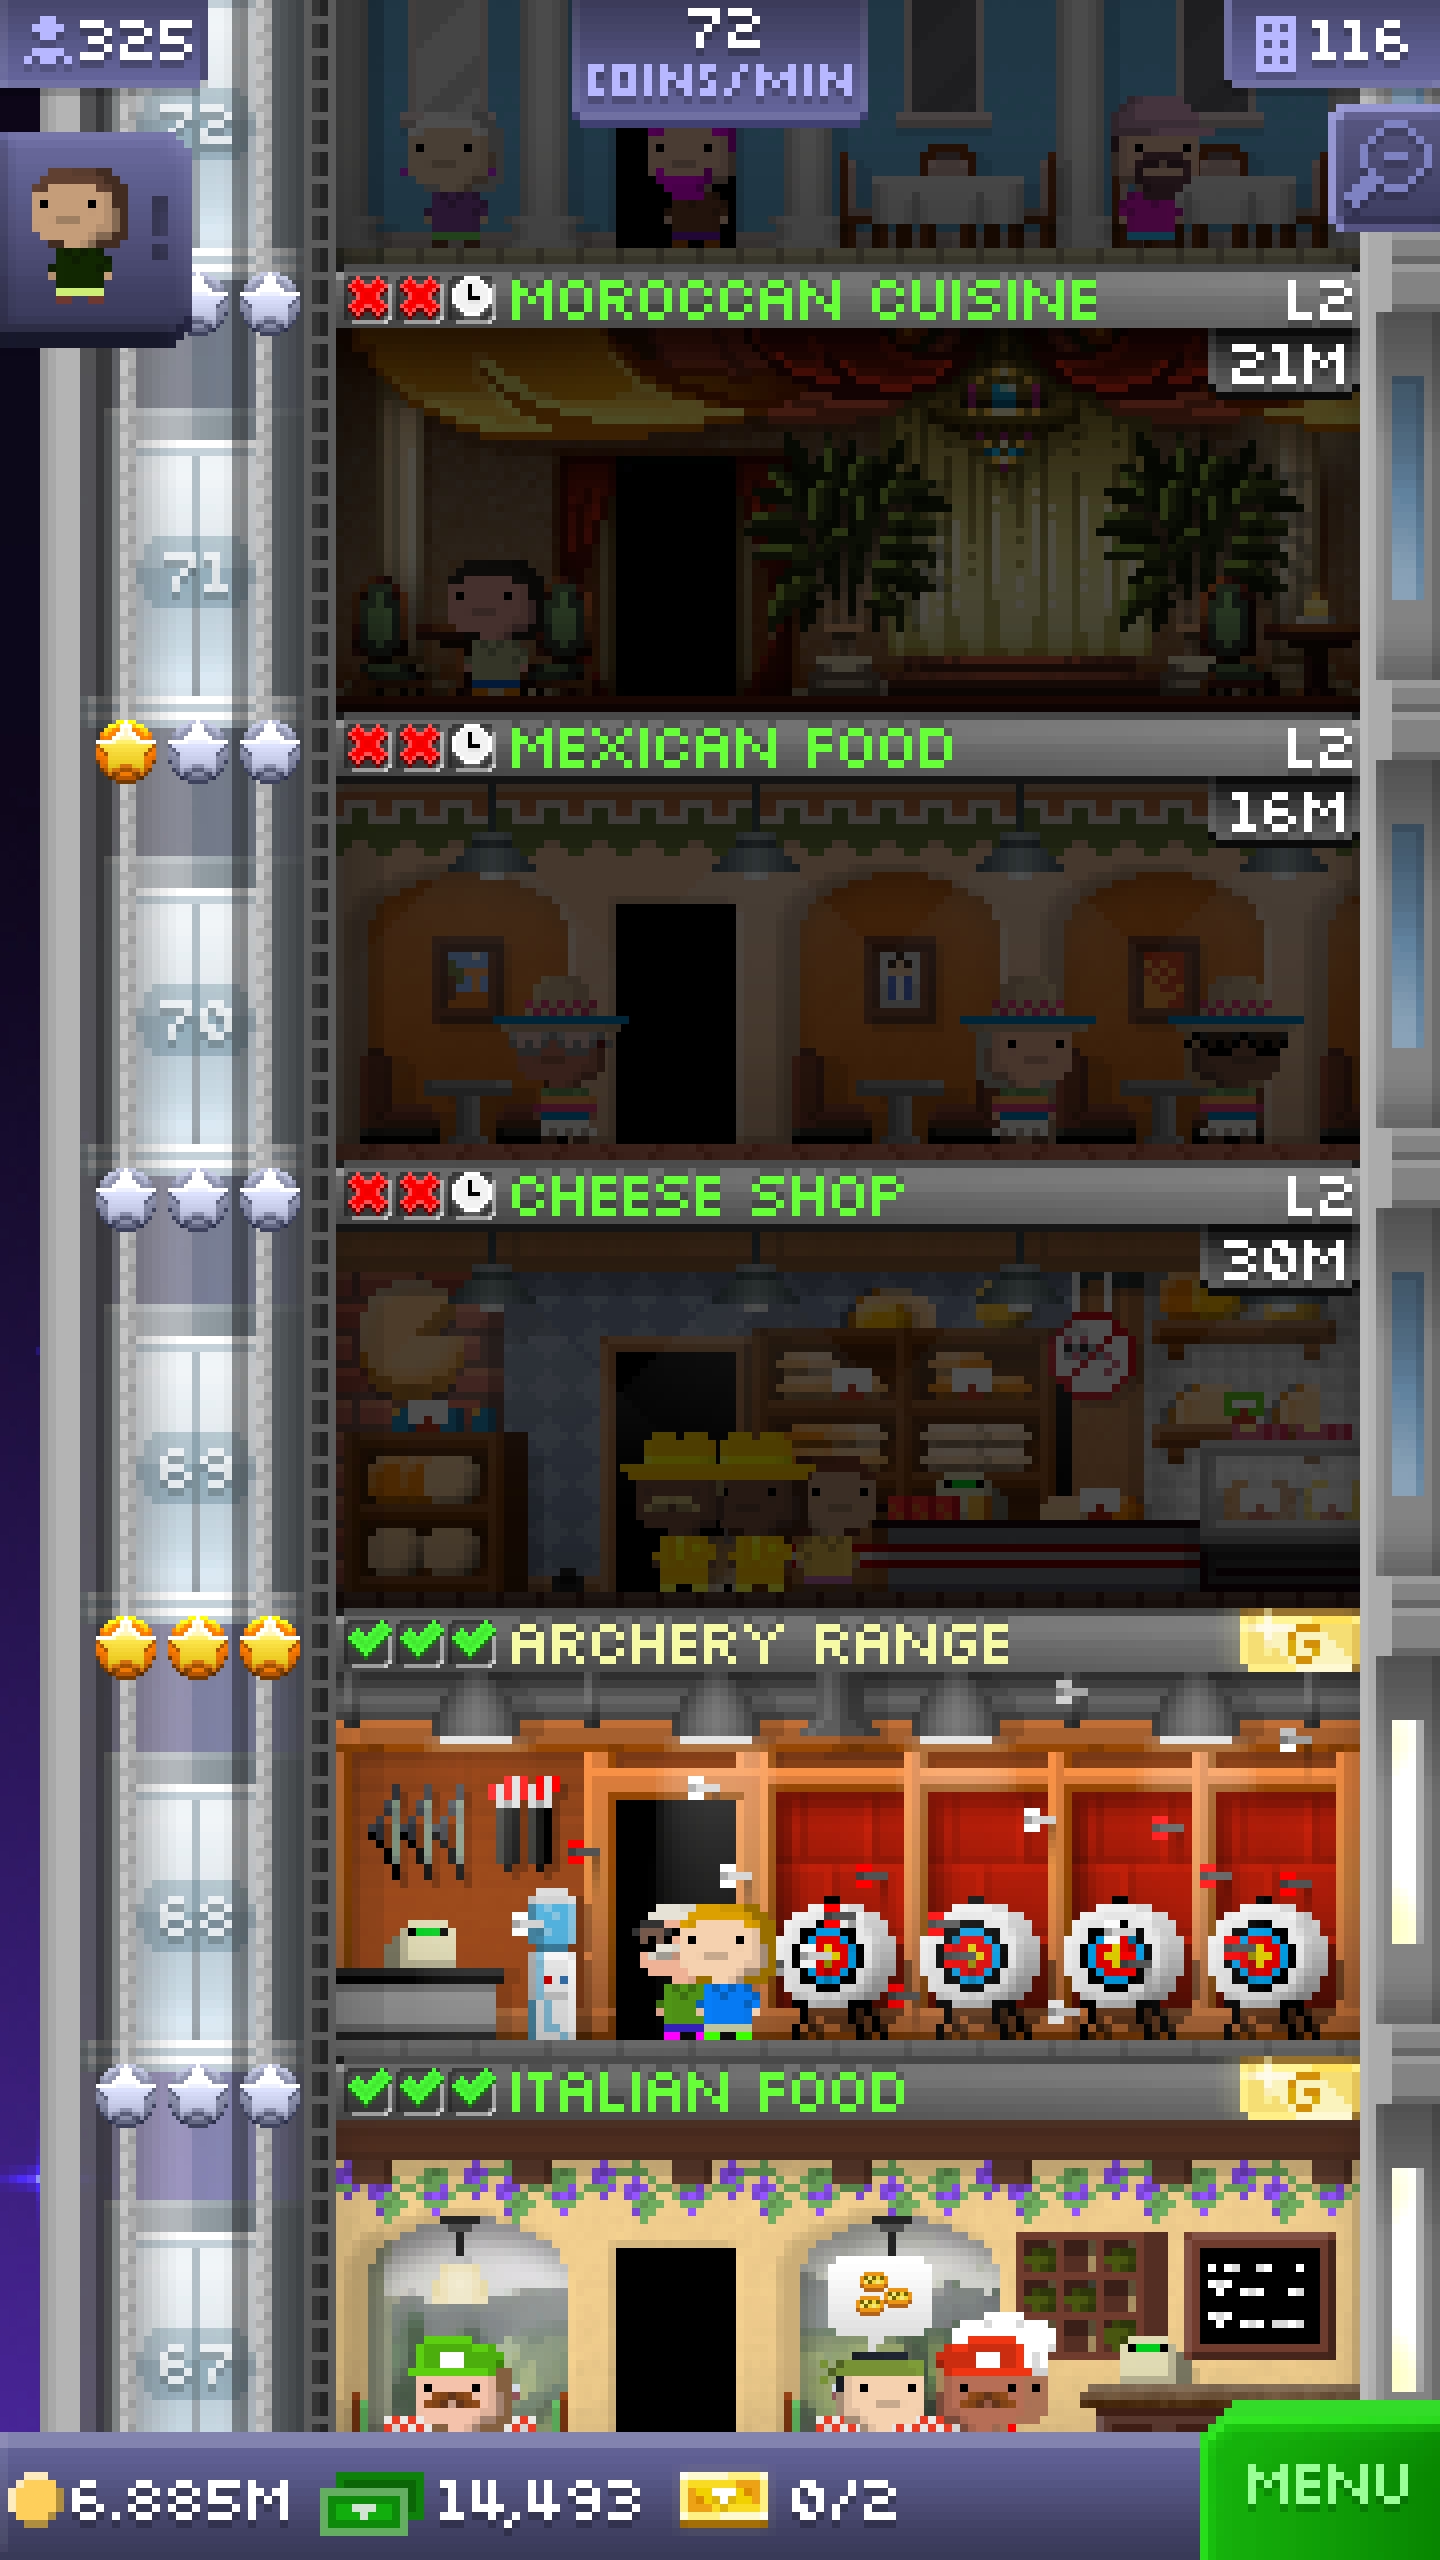 325
72
COINS/MIN
116
72
MOROCCAN CUISINE
L2
21M
71
MEXICAN FOOD
L2
16M
70
CHEESE SHOP
L2
30M
69
ARCHERY RANGE
G
68
ITALIAN FOOD
G
67
6.885M
14,493
0/2
MENU